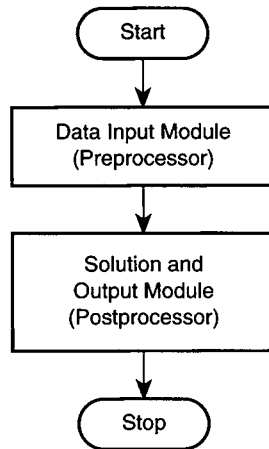 Start
Data Input Module
(Preprocessor)
Solution and
Output Module
(Postprocessor)
Stop